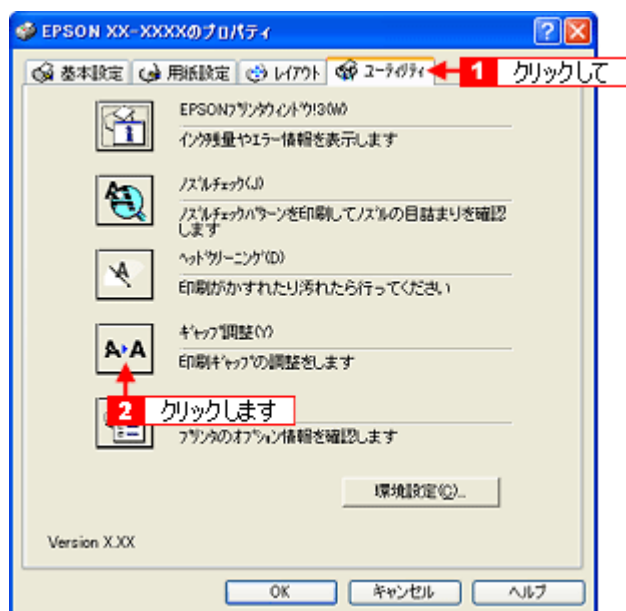 EPSON XX-XXXXのプロパティ
基本設定 用紙設定 レイアウト ユーティリティ 1 クリックして
EPSONプリンタウィンドウ!3(W)
インク残量やエラー情報を表示します
ノズルチェック(J)
ノズルチェックパターンを印刷してノズルの目詰まりを確認
します
ヘッドクリーニング(D)
印刷がかすれたり汚れたら行ってください
ギャップ調整(Y)
A A
印刷ギャップの調整をします
2 クリックします
プリンタのオプション情報を確認します
環境設定(C)...
Version X.XX
OK キャンセル ヘルプ